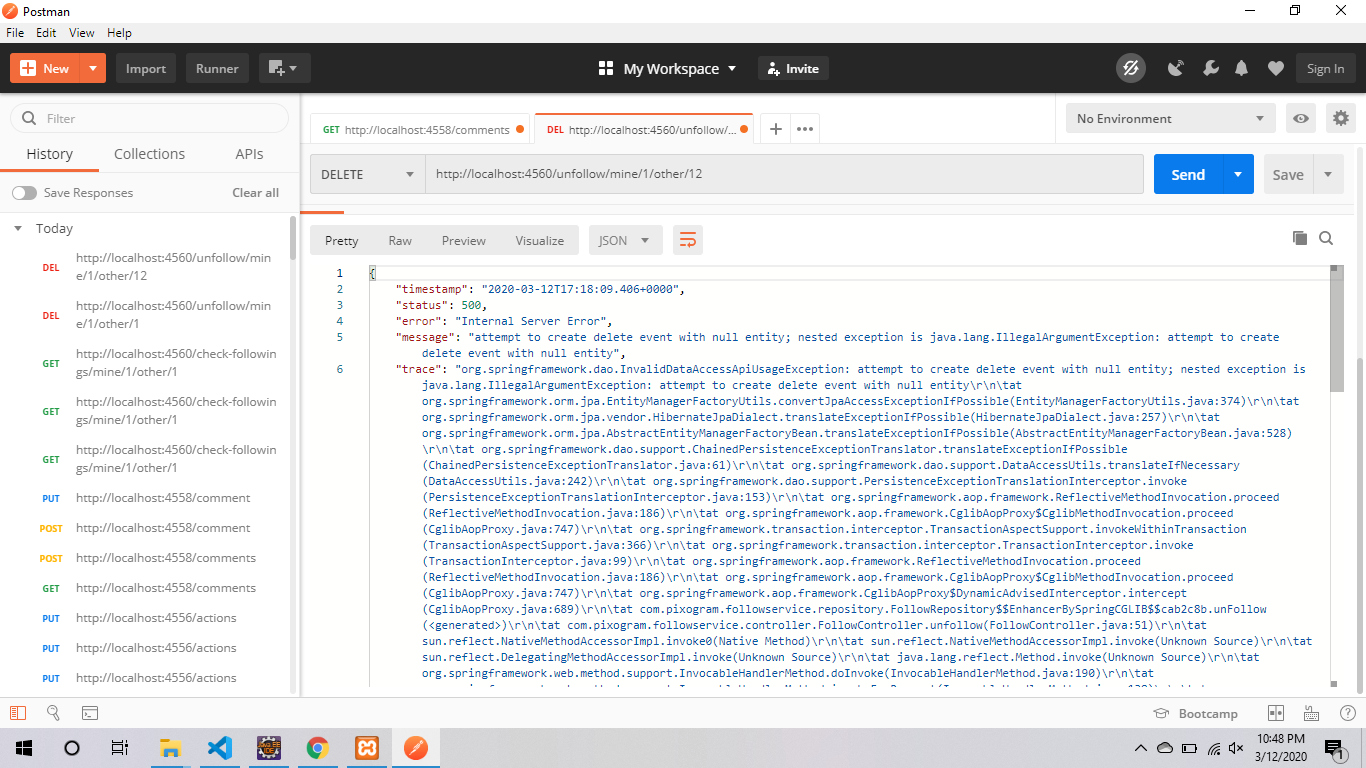 Postman
File Edit View Help
New Import Runner My Workspace Invite Sign In
Filter
History Collections APIs
Save Responses Clear all
Today
DEL http://localhost:4560/unfollow/min
e/1/other/12
DEL http://localhost:4560/unfollow/min
e/1/other/1
GET http://localhost:4560/check-followin
gs/mine/1/other/1
GET http://localhost:4560/check-followin
gs/mine/1/other/1
GET http://localhost:4560/check-followin
gs/mine/1/other/1
PUT http://localhost:4558/comment
POST http://localhost:4558/comment
POST http://localhost:4558/comments
GET http://localhost:4558/comments
PUT http://localhost:4556/actions
PUT http://localhost:4556/actions
PUT http://localhost:4556/actions
GET http://localhost:4558/comments DEL http://localhost:4560/unfollow/...
No Environment
DELETE http://localhost:4560/unfollow/mine/1/other/12 Send Save
Pretty Raw Preview Visualize JSON
1 {
2 "timestamp": "2020-03-12T17:18:09.406+0000",
3 "status": 500,
4 "error": "Internal Server Error",
5 "message": "attempt to create delete event with null entity; nested exception is java.lang.IllegalArgumentException: attempt to create
delete event with null entity",
6 "trace": "org.springframework.dao.InvalidDataAccessApiUsageException: attempt to create delete event with null entity; nested exception is
java.lang.IllegalArgumentException: attempt to create delete event with null entity\r\n\tat
org.springframework.orm.jpa.EntityManagerFactoryUtils.convertJpaAccessExceptionIfPossible(EntityManagerFactoryUtils.java:374)\r\n\tat
org.springframework.orm.jpa.vendor.HibernateJpaDialect.translateExceptionIfPossible(HibernateJpaDialect.java:257)\r\n\tat
org.springframework.orm.jpa.AbstractEntityManagerFactoryBean.translateExceptionIfPossible(AbstractEntityManagerFactoryBean.java:528)
\r\n\tat org.springframework.dao.support.ChainedPersistenceExceptionTranslator.translateExceptionIfPossible
(ChainedPersistenceExceptionTranslator.java:61)\r\n\tat org.springframework.dao.support.DataAccessUtils.translateIfNecessary
(DataAccessUtils.java:242)\r\n\tat org.springframework.dao.support.PersistenceExceptionTranslationInterceptor.invoke
(PersistenceExceptionTranslationInterceptor.java:153)\r\n\tat org.springframework.aop.framework.ReflectiveMethodInvocation.proceed
(ReflectiveMethodInvocation.java:186)\r\n\tat org.springframework.aop.framework.CglibAopProxy$CglibMethodInvocation.proceed
(CglibAopProxy.java:747)\r\n\tat org.springframework.transaction.interceptor.TransactionAspectSupport.invokeWithinTransaction
(TransactionAspectSupport.java:366)\r\n\tat org.springframework.transaction.interceptor.TransactionInterceptor.invoke
(TransactionInterceptor.java:99)\r\n\tat org.springframework.aop.framework.ReflectiveMethodInvocation.proceed
(ReflectiveMethodInvocation.java:186)\r\n\tat org.springframework.aop.framework.CglibAopProxy$CglibMethodInvocation.proceed
(CglibAopProxy.java:747)\r\n\tat org.springframework.aop.framework.CglibAopProxy$DynamicAdvisedInterceptor.intercept
(CglibAopProxy.java:689)\r\n\tat com.pixogram.followservice.repository.FollowRepository$$EnhancerBySpringCGLIB$$cab2c8b.unFollow
(<generated>)\r\n\tat com.pixogram.followservice.controller.FollowController.unfollow(FollowController.java:51)\r\n\tat
sun.reflect.NativeMethodAccessorImpl.invoke0(Native Method)\r\n\tat sun.reflect.NativeMethodAccessorImpl.invoke(Unknown Source)\r\n\tat
sun.reflect.DelegatingMethodAccessorImpl.invoke(Unknown Source)\r\n\tat java.lang.reflect.Method.invoke(Unknown Source)\r\n\tat
org.springframework.web.method.support.InvocableHandlerMethod.doInvoke(InvocableHandlerMethod.java:190)\r\n\tat
Bootcamp
10:48 PM
3/12/2020
1